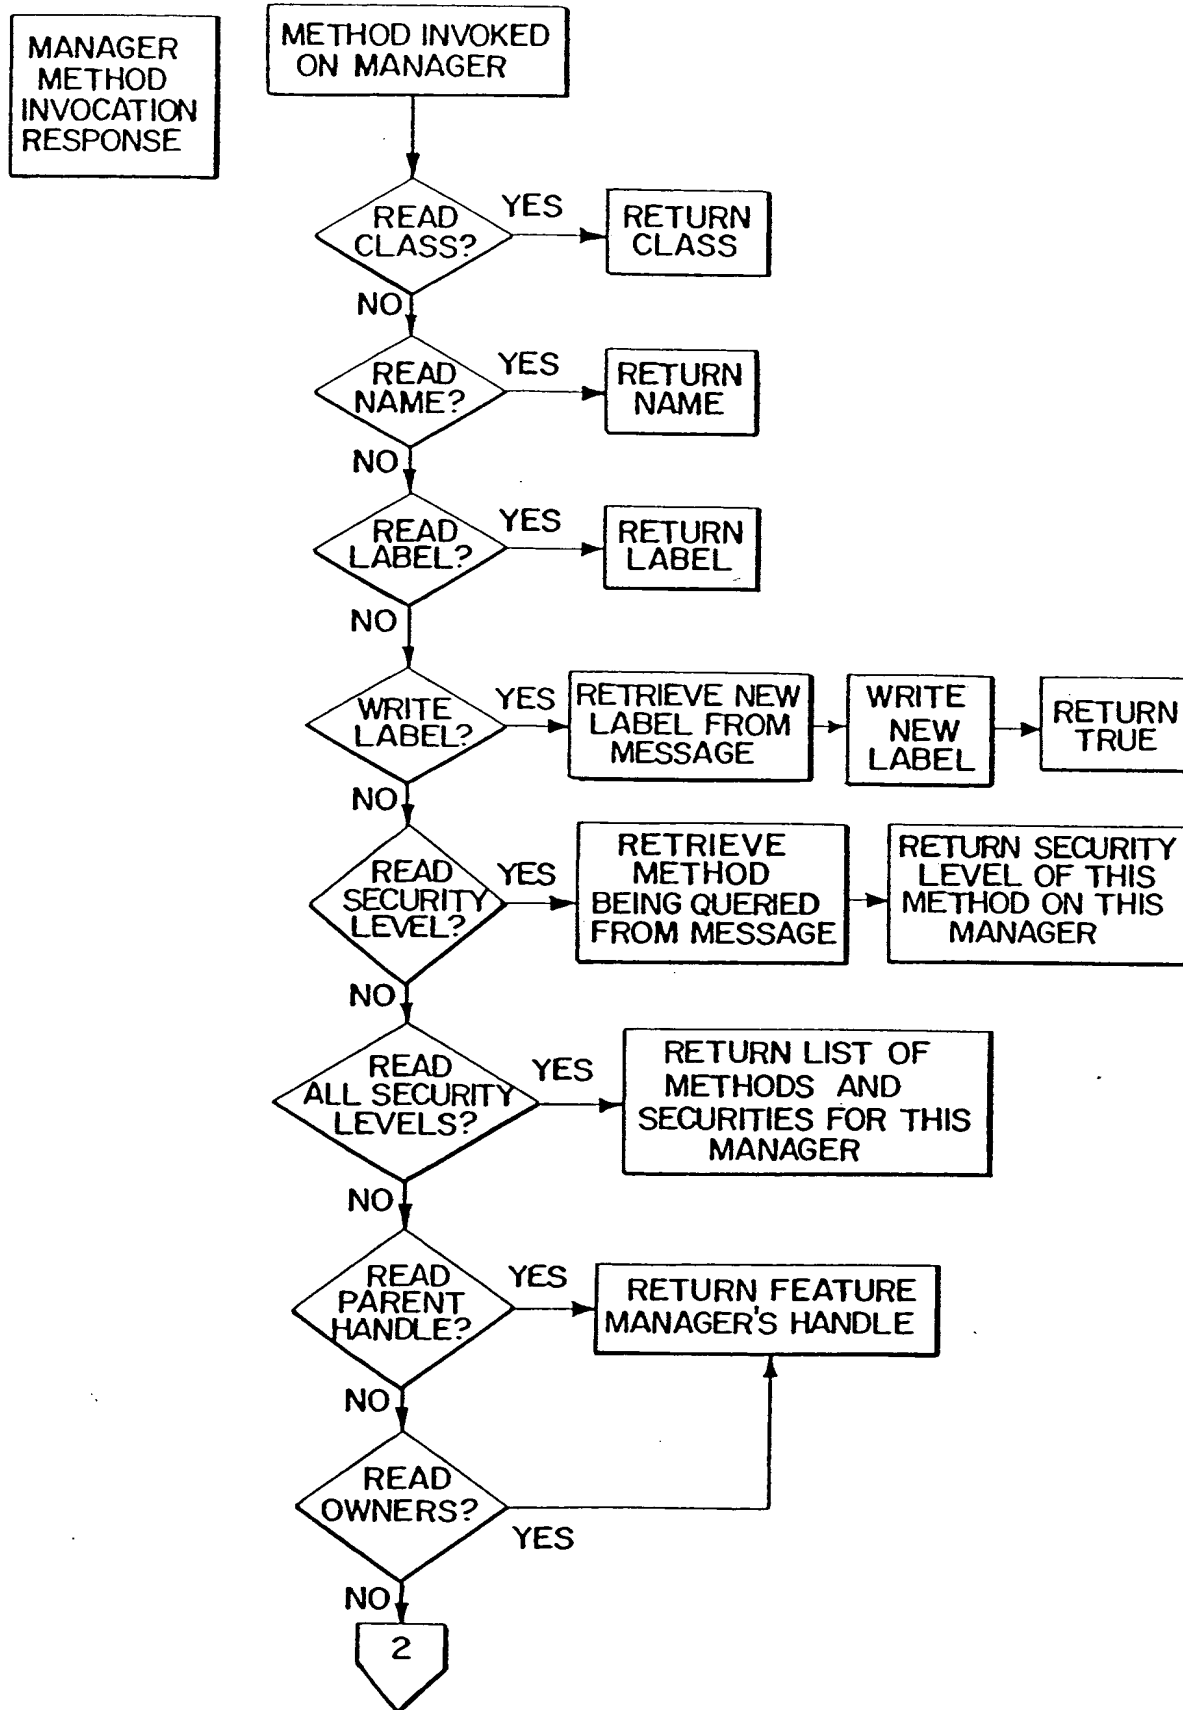 MANAGER
METHOD
INVOCATION
RESPONSE
METHOD INVOKED
ON MANAGER
READ
CLASS?
YES
RETURN
CLASS
NO
READ
NAME?
YES
RETURN
NAME
NO
READ
LABEL?
YES
RETURN
LABEL
NO
WRITE
LABEL?
YES
RETRIEVE NEW
LABEL FROM
MESSAGE
WRITE
NEW
LABEL
RETURN
TRUE
NO
READ
SECURITY
LEVEL?
YES
RETRIEVE
METHOD
BEING QUERIED
FROM MESSAGE
RETURN SECURITY
LEVEL OF THIS
METHOD ON THIS
MANAGER
NO
READ
ALL SECURITY
LEVELS?
YES
RETURN LIST OF
METHODS AND
SECURITIES FOR THIS
MANAGER
NO
READ
PARENT
HANDLE?
YES
RETURN FEATURE
MANAGER'S HANDLE
NO
READ
OWNERS?
YES
NO
2